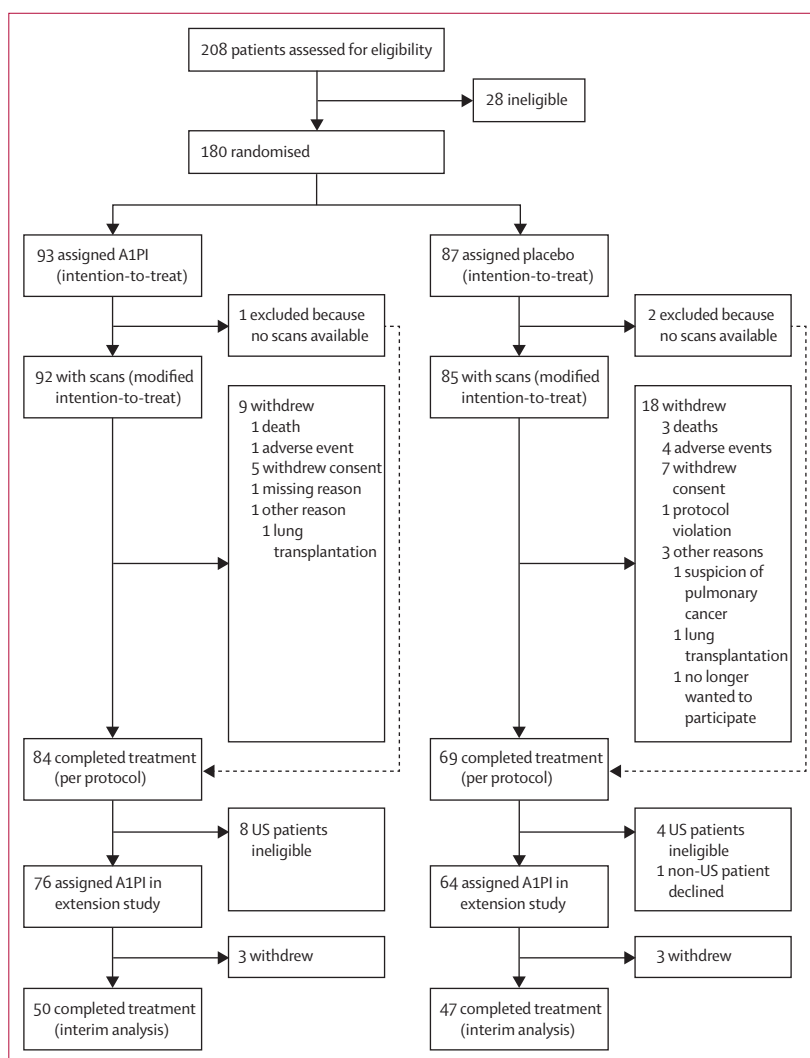 208 patients assessed for eligibility
28 ineligible
180 randomised
93 assigned A1PI
(intention-to-treat)
87 assigned placebo
(intention-to-treat)
1 excluded because
no scans available
2 excluded because
no scans available
92 with scans (modified
intention-to-treat)
85 with scans (modified
intention-to-treat)
9 withdrew
1 death
1 adverse event
5 withdrew consent
1 missing reason
1 other reason
1 lung
transplantation
18 withdrew
3 deaths
4 adverse events
7 withdrew
consent
1 protocol
violation
3 other reasons
1 suspicion of
pulmonary
cancer
1 lung
transplantation
1 no longer
wanted to
participate
84 completed treatment
(per protocol)
69 completed treatment
(per protocol)
8 US patients
ineligible
4 US patients
ineligible
1 non-US patient
declined
76 assigned A1PI in
extension study
64 assigned A1PI in
extension study
3 withdrew
3 withdrew
50 completed treatment
(interim analysis)
47 completed treatment
(interim analysis)